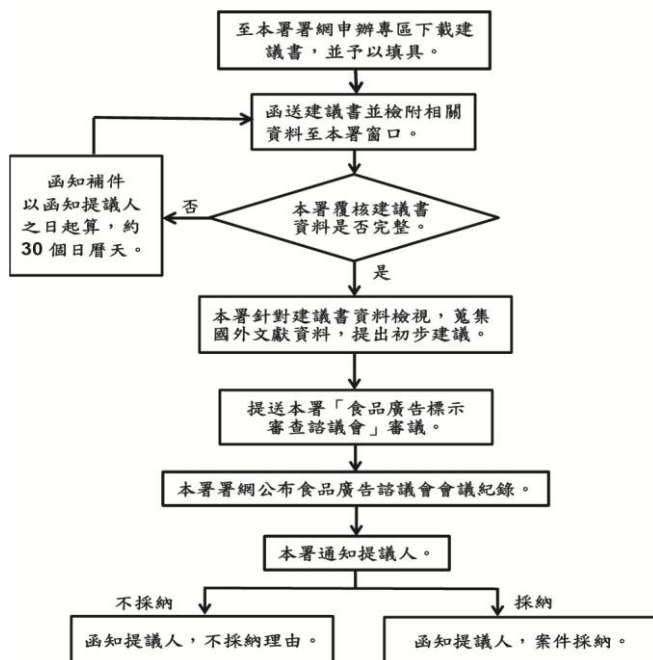 至本署署網申辦專區下載建
議書，並予以填具。
函送建議書並檢附相關
資料至本署窗口。
函知補件
以函知提議人
之日起算，約
30 個日曆天。
否
本署覆核建議書
資料是否完整。
是
本署針對建議書資料檢視，蒐集
國外文獻資料，提出初步建議。
提送本署「食品廣告標示
審查諮議會」審議。
本署署網公布食品廣告諮議會會議紀錄。
本署通知提議人。
不採納
採納
函知提議人，不採納理由。
函知提議人，案件採納。